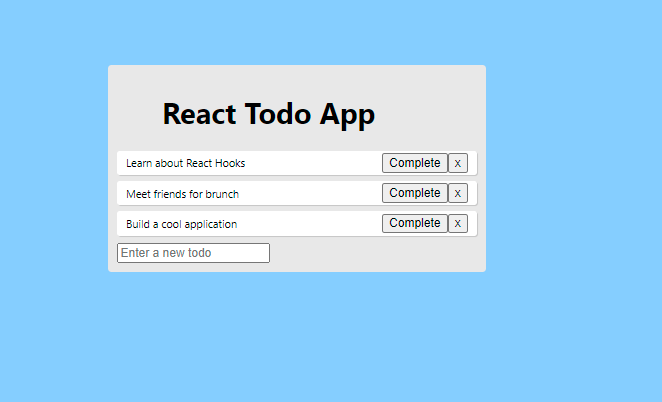 React Todo App
Learn about React Hooks Complete x
Meet friends for brunch Complete x
Build a cool application Complete x
Enter a new todo